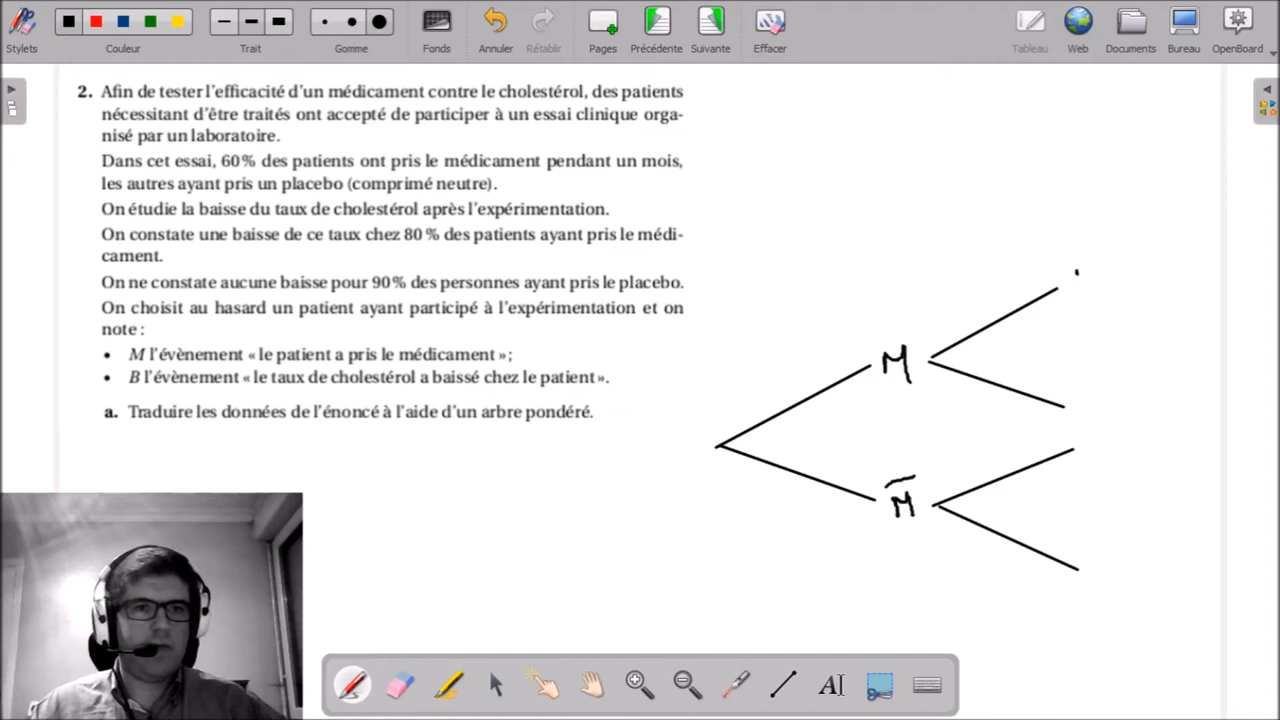 Stylets
Couleur
Trait
Gomme
Fonds
Annuler
Rétablir
Pages
Précédente
Suivante
Effacer
Tableau
Web
Documents
Bureau
OpenBoard
2. Afin de tester l'efficacité d'un médicament contre le cholestérol, des patients
nécessitant d'être traités ont accepté de participer à un essai clinique orga-
nisé par un laboratoire.
Dans cet essai, 60% des patients ont pris le médicament pendant un mois,
les autres ayant pris un placebo (comprimé neutre).
On étudie la baisse du taux de cholestérol après l'expérimentation.
On constate une baisse de ce taux chez 80 % des patients ayant pris le médi-
cament.
On ne constate aucune baisse pour 90% des personnes ayant pris le placebo.
On choisit au hasard un patient ayant participé à l'expérimentation et on
note :
• M l'évènement « le patient a pris le médicament » ;
• B l'évènement « le taux de cholestérol a baissé chez le patient ».
a. Traduire les données de l'énoncé à l'aide d'un arbre pondéré.
M
M̅
AI